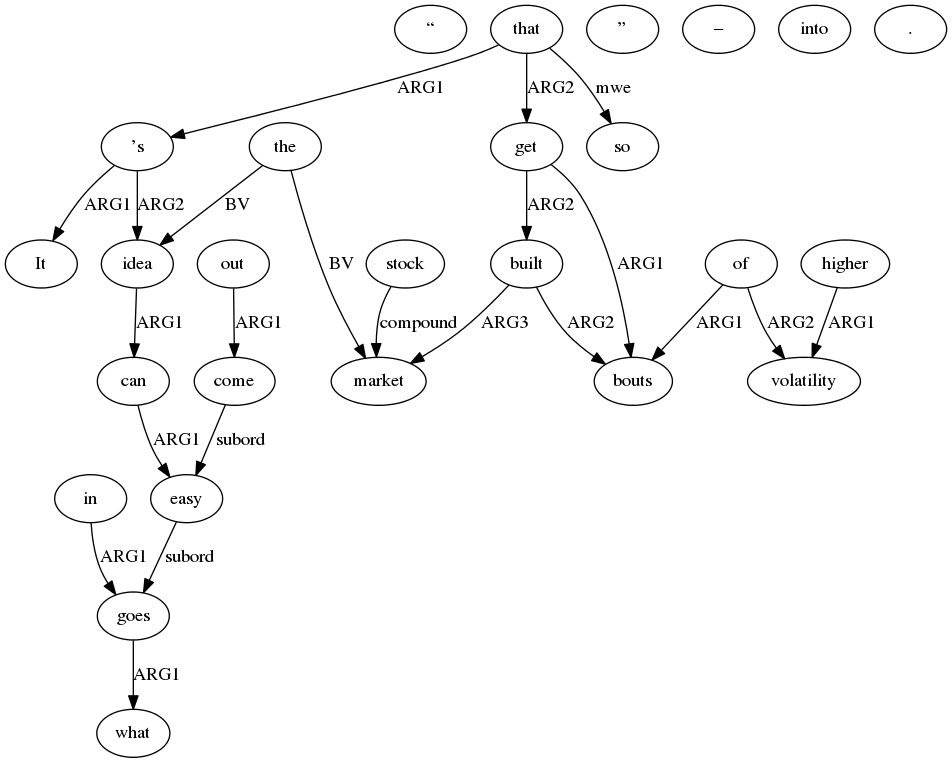 “ that ” – into .
ARG1 ARG2 mwe
’s the get so
ARG1 ARG2 BV ARG2
It idea out BV stock built ARG1 of higher
ARG1 ARG1 compound ARG3 ARG2 ARG1 ARG2 ARG1
can come market bouts volatility
ARG1 subord
in easy
ARG1 subord
goes
ARG1
what